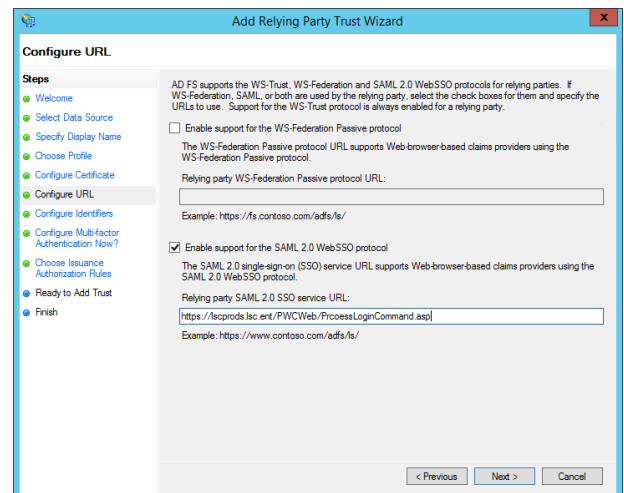 Add Relying Party Trust Wizard
x
Configure URL
Steps
Welcome
Select Data Source
Specify Display Name
Choose Profile
Configure Certificate
Configure URL
Configure Identifiers
Configure Multi-factor
Authentication Now?
Choose Issuance
Authorization Rules
Ready to Add Trust
Finish
AD FS supports the WS-Trust, WS-Federation and SAML 2.0 WebSSO protocols for relying parties. If
WS-Federation, SAML, or both are used by the relying party, select the check boxes for them and specify the
URLs to use. Support for the WS-Trust protocol is always enabled for a relying party.
Enable support for the WS-Federation Passive protocol
The WS-Federation Passive protocol URL supports Web-browser-based claims providers using the
WS-Federation Passive protocol.
Relying party WS-Federation Passive protocol URL:
Example: https://fs.contoso.com/adfs/ls/
Enable support for the SAML 2.0 WebSSO protocol
The SAML 2.0 single-sign-on (SSO) service URL supports Web-browser-based claims providers using the
SAML 2.0 WebSSO protocol.
Relying party SAML 2.0 SSO service URL:
https://lscprods.lsc.ent/PWCWeb/PrcoessLoginCommand.asp
Example: https://www.contoso.com/adfs/ls/
< Previous
Next >
Cancel